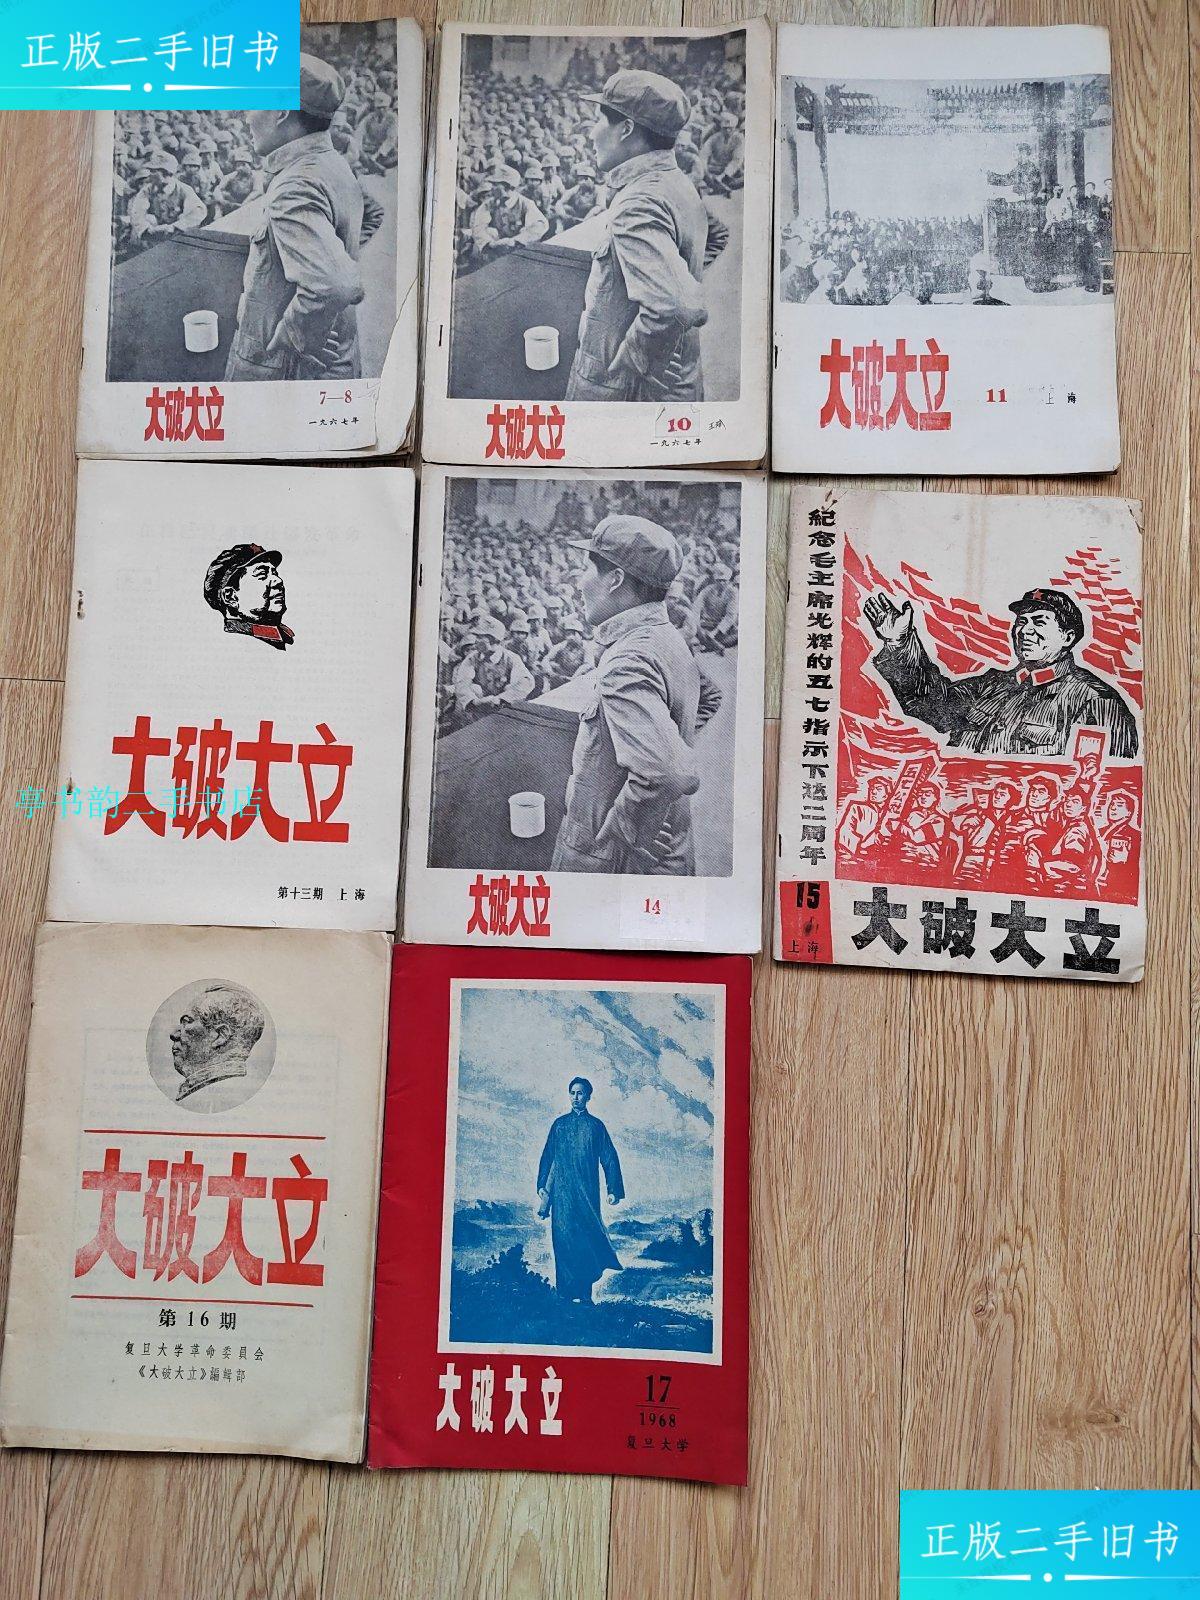 正版二手旧书
大破大立
7—8
一九六七年
大破大立
10
一九六七年
大破大立
11
上海
大破大立
第十三期 上海
亭书韵二手书店
大破大立
14
紀念毛主席光辉的五七指示下达二周年
15
上海
大破大立
大破大立
第16期
复旦大学革命委員会
《大破大立》編輯部
大破大立
17
1968
复旦大学
正版二手旧书